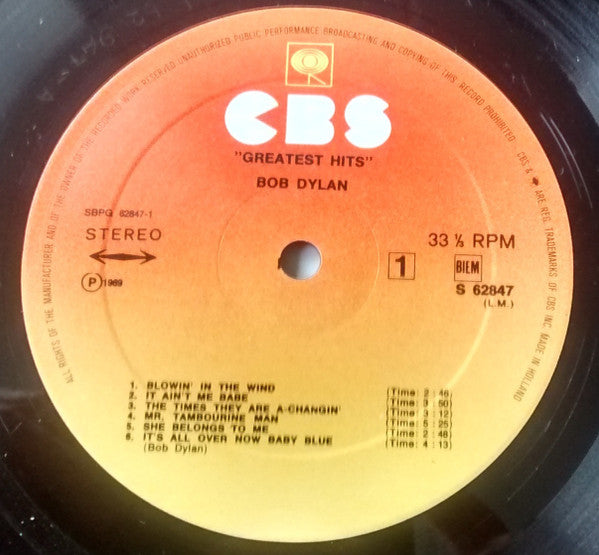 ALL RIGHTS OF THE MANUFACTURER AND OF THE OWNER OF THE RECORDED WORK RESERVED UNAUTHORIZED PUBLIC PERFORMANCE BROADCASTING AND COPYING OF THIS RECORD PROHIBITED · CBS & ARE REG. TRADEMARKS OF CBS INC. MADE IN HOLLAND
CBS
"GREATEST HITS"
BOB DYLAN
SBPG 62847-1
STEREO
33 ⅓ RPM
1
BIEM
Ⓟ 1969
S 62847
(L.M.)
1. BLOWIN' IN THE WIND (Time: 2:46)
2. IT AIN'T ME BABE (Time: 3:50)
3. THE TIMES THEY ARE A-CHANGIN' (Time: 3:12)
4. MR. TAMBOURINE MAN (Time: 5:25)
5. SHE BELONGS TO ME (Time: 2:48)
6. IT'S ALL OVER NOW BABY BLUE (Time: 4:13)
(Bob Dylan)